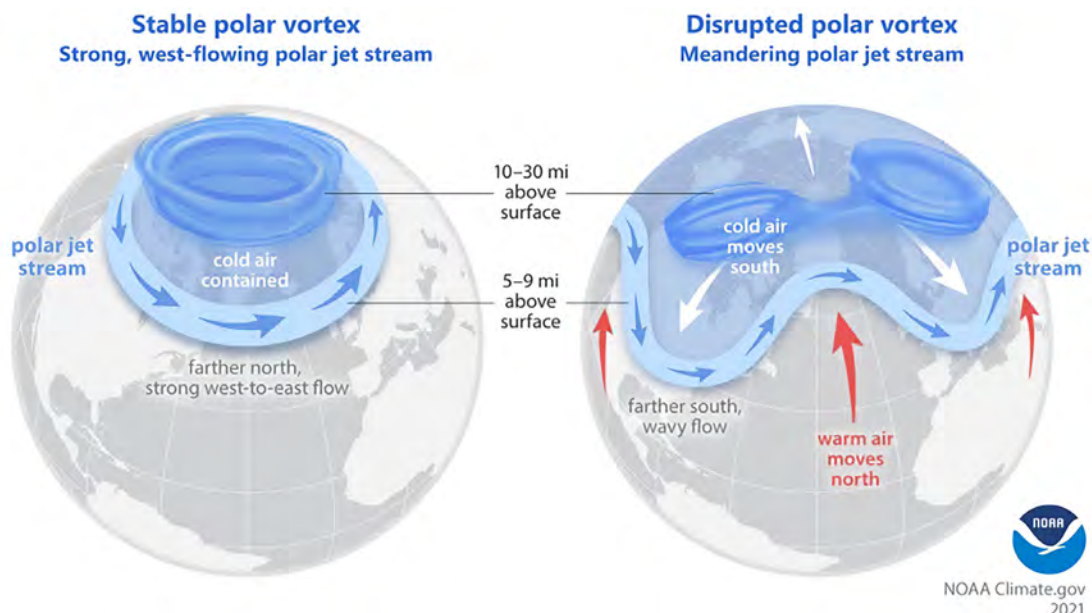 Stable polar vortex
Strong, west-flowing polar jet stream
Disrupted polar vortex
Meandering polar jet stream
10–30 mi
above
surface
polar jet
stream
cold air
contained
5–9 mi
above
surface
farther north,
strong west-to-east flow
cold air
moves
south
polar jet
stream
farther south,
wavy flow
warm air
moves
north
NOAA
NOAA Climate.gov
2021